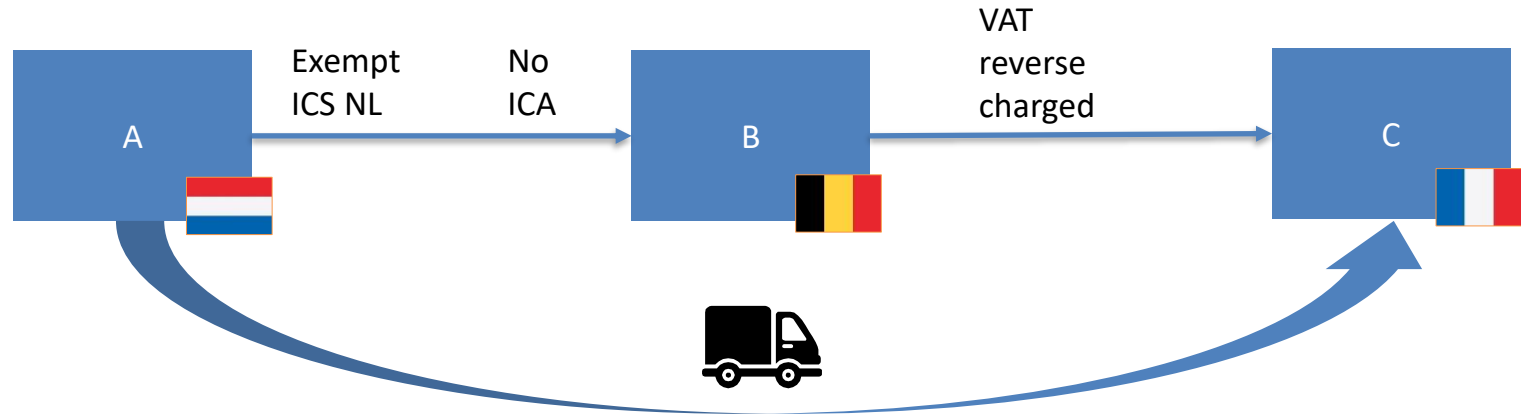 VAT
reverse
charged
Exempt
ICS NL
No
ICA
A
B
C